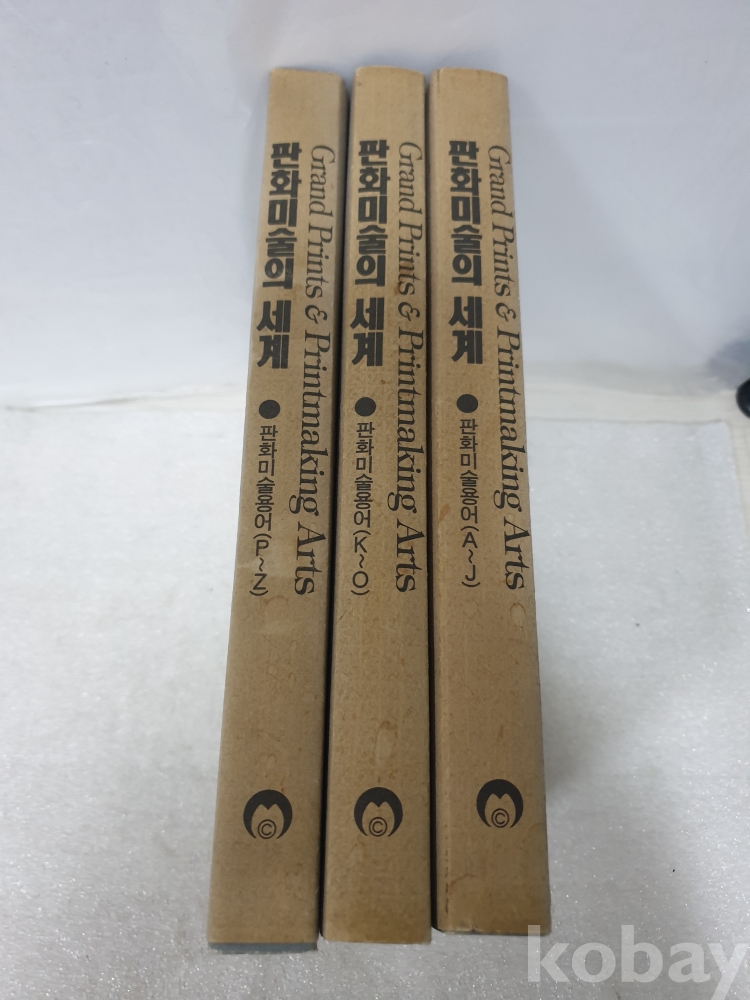 판화미술의 세계
Grand Prints & Printmaking Arts
● 판화미술용어(P~Z)
©
판화미술의 세계
Grand Prints & Printmaking Arts
● 판화미술용어(K~O)
©
판화미술의 세계
Grand Prints & Printmaking Arts
● 판화미술용어(A~J)
©
kobay